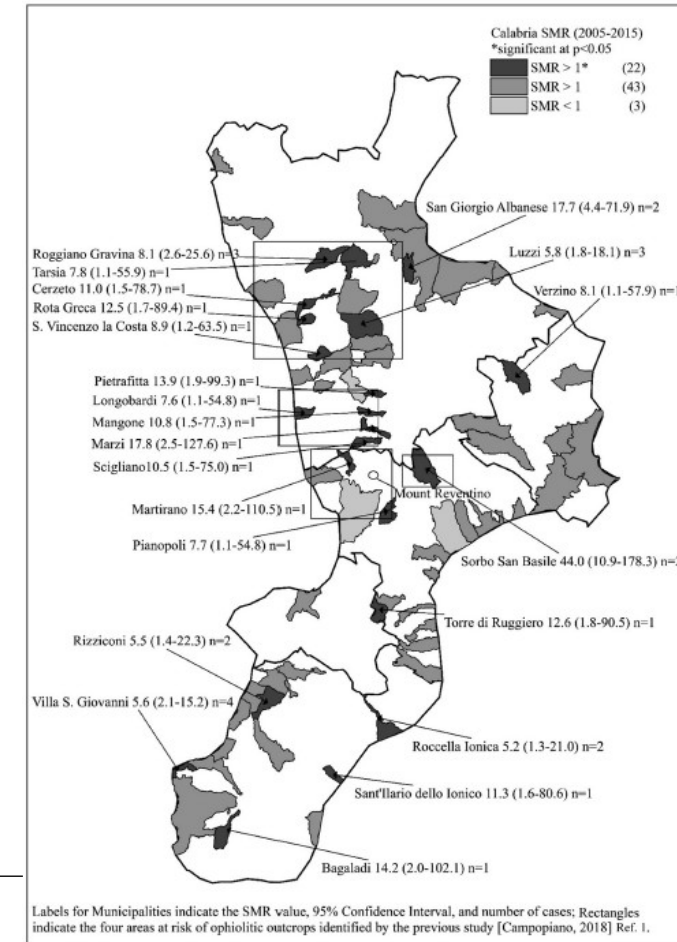 Calabria SMR (2005-2015)
*significant at p<0.05
SMR > 1* (22)
SMR > 1 (43)
SMR < 1 (3)
San Giorgio Albanese 17.7 (4.4-71.9) n=2
Roggiano Gravina 8.1 (2.6-25.6) n=3
Luzzi 5.8 (1.8-18.1) n=3
Tarsia 7.8 (1.1-55.9) n=1
Cerzeto 11.0 (1.5-78.7) n=1
Verzino 8.1 (1.1-57.9) n=1
Rota Greca 12.5 (1.7-89.4) n=1
S. Vincenzo la Costa 8.9 (1.2-63.5) n=1
Pietrafitta 13.9 (1.9-99.3) n=1
Longobardi 7.6 (1.1-54.8) n=1
Mangone 10.8 (1.5-77.3) n=1
Marzi 17.8 (2.5-127.6) n=1
Scigliano10.5 (1.5-75.0) n=1
Mount Reventino
Martirano 15.4 (2.2-110.5) n=1
Pianopoli 7.7 (1.1-54.8) n=1
Sorbo San Basile 44.0 (10.9-178.3)
Torre di Ruggiero 12.6 (1.8-90.5) n=1
Rizziconi 5.5 (1.4-22.3) n=2
Villa S. Giovanni 5.6 (2.1-15.2) n=4
Roccella Ionica 5.2 (1.3-21.0) n=2
Sant'Ilario dello Ionico 11.3 (1.6-80.6) n=1
Bagaladi 14.2 (2.0-102.1) n=1
Labels for Municipalities indicate the SMR value, 95% Confidence Interval, and number of cases; Rectangles
indicate the four areas at risk of ophiolitic outcrops identified by the previous study [Campopiano, 2018] Ref. 1.